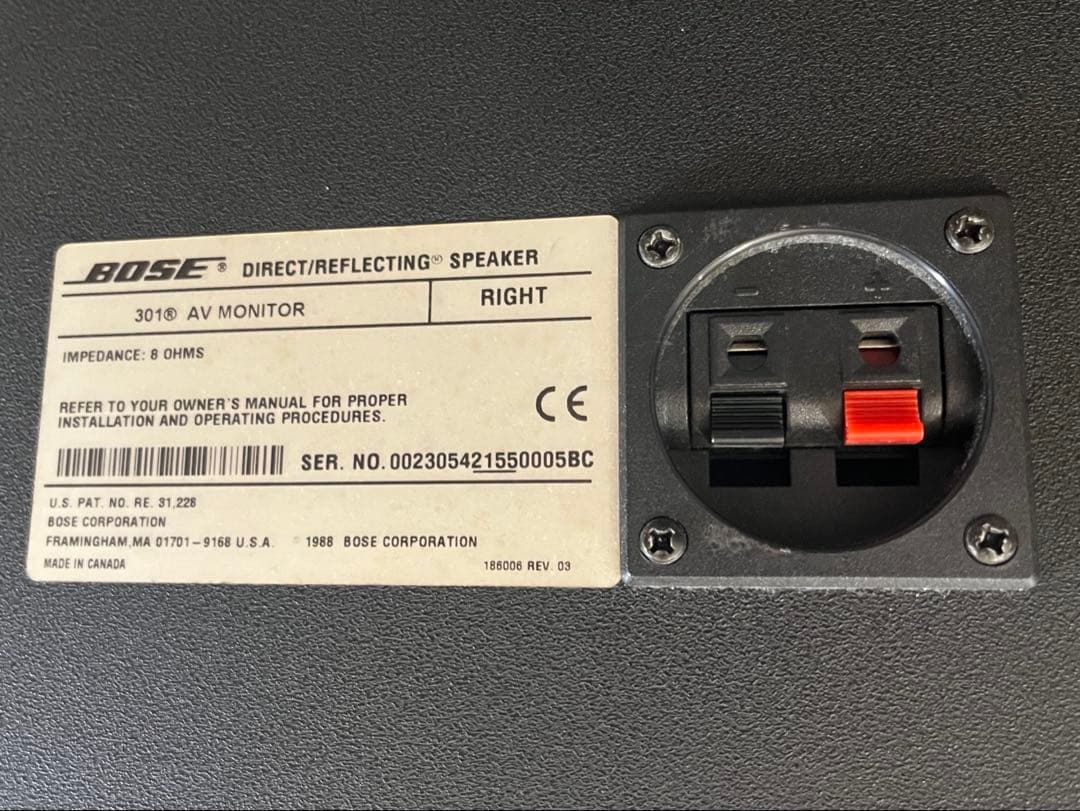 BOSE® DIRECT/REFLECTING® SPEAKER
301® AV MONITOR
RIGHT
IMPEDANCE: 8 OHMS
REFER TO YOUR OWNER'S MANUAL FOR PROPER
INSTALLATION AND OPERATING PROCEDURES.
CE
SER. NO. 002305421550005BC
U.S. PAT. NO. RE. 31,228
BOSE CORPORATION
FRAMINGHAM, MA 01701-9168 U.S.A. © 1988 BOSE CORPORATION
MADE IN CANADA
186006 REV. 03
- +